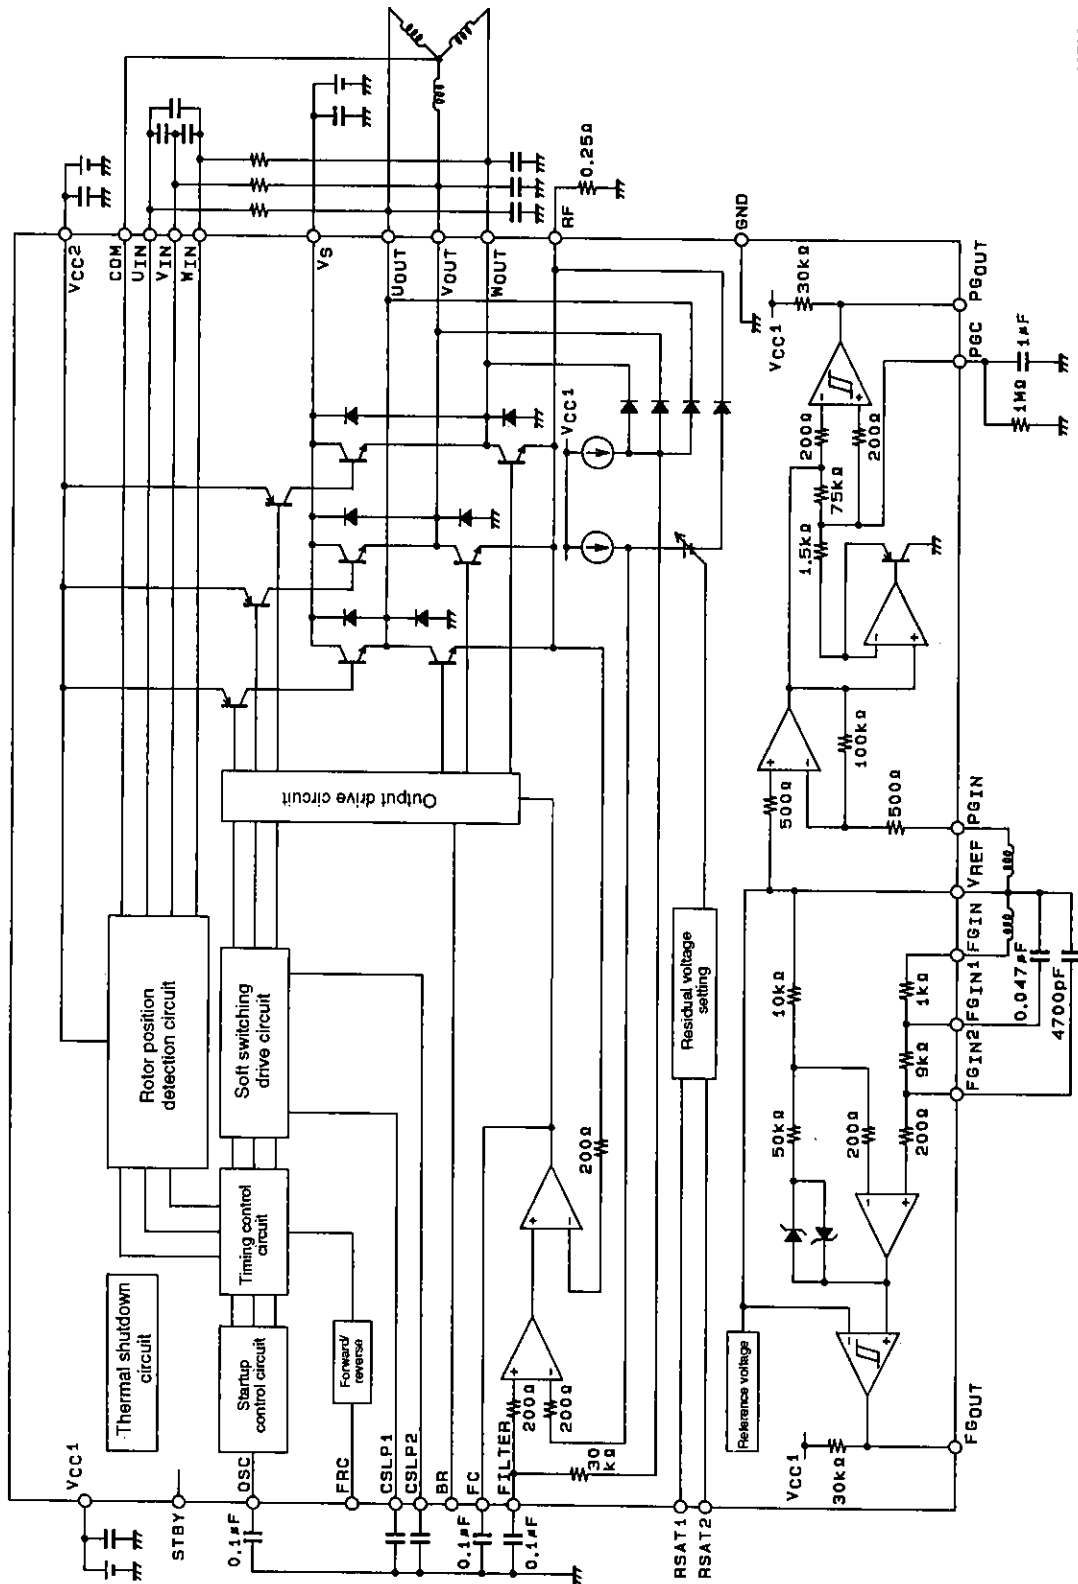 VCC1
STBY
OSC
0.1µF
FRC
CSLP1
CSLP2
BR
FC
0.1µF
FILTER
0.1µF
RSAT1
RSAT2
Thermal shutdown
circuit
Startup
control circuit
Timing control
circuit
Forward/
reverse
Rotor position
detection circuit
Soft switching
drive circuit
Output drive
circuit
Residual voltage
setting
200Ω
200Ω
30
kΩ
200Ω
VCC2
COM
UIN
VIN
WIN
VS
UOUT
VOUT
WOUT
RF
0.25Ω
VCC1
GND
Reference voltage
VCC1
30kΩ
FGOUT
50kΩ
10kΩ
200Ω
200Ω
9kΩ
1kΩ
FGIN2
FGIN1
FGIN
VREF
PGIN
0.047µF
4700pF
500Ω
500Ω
100kΩ
1.5kΩ
75kΩ
200Ω
200Ω
VCC1
30kΩ
PGC
PGOUT
1MΩ
1µF